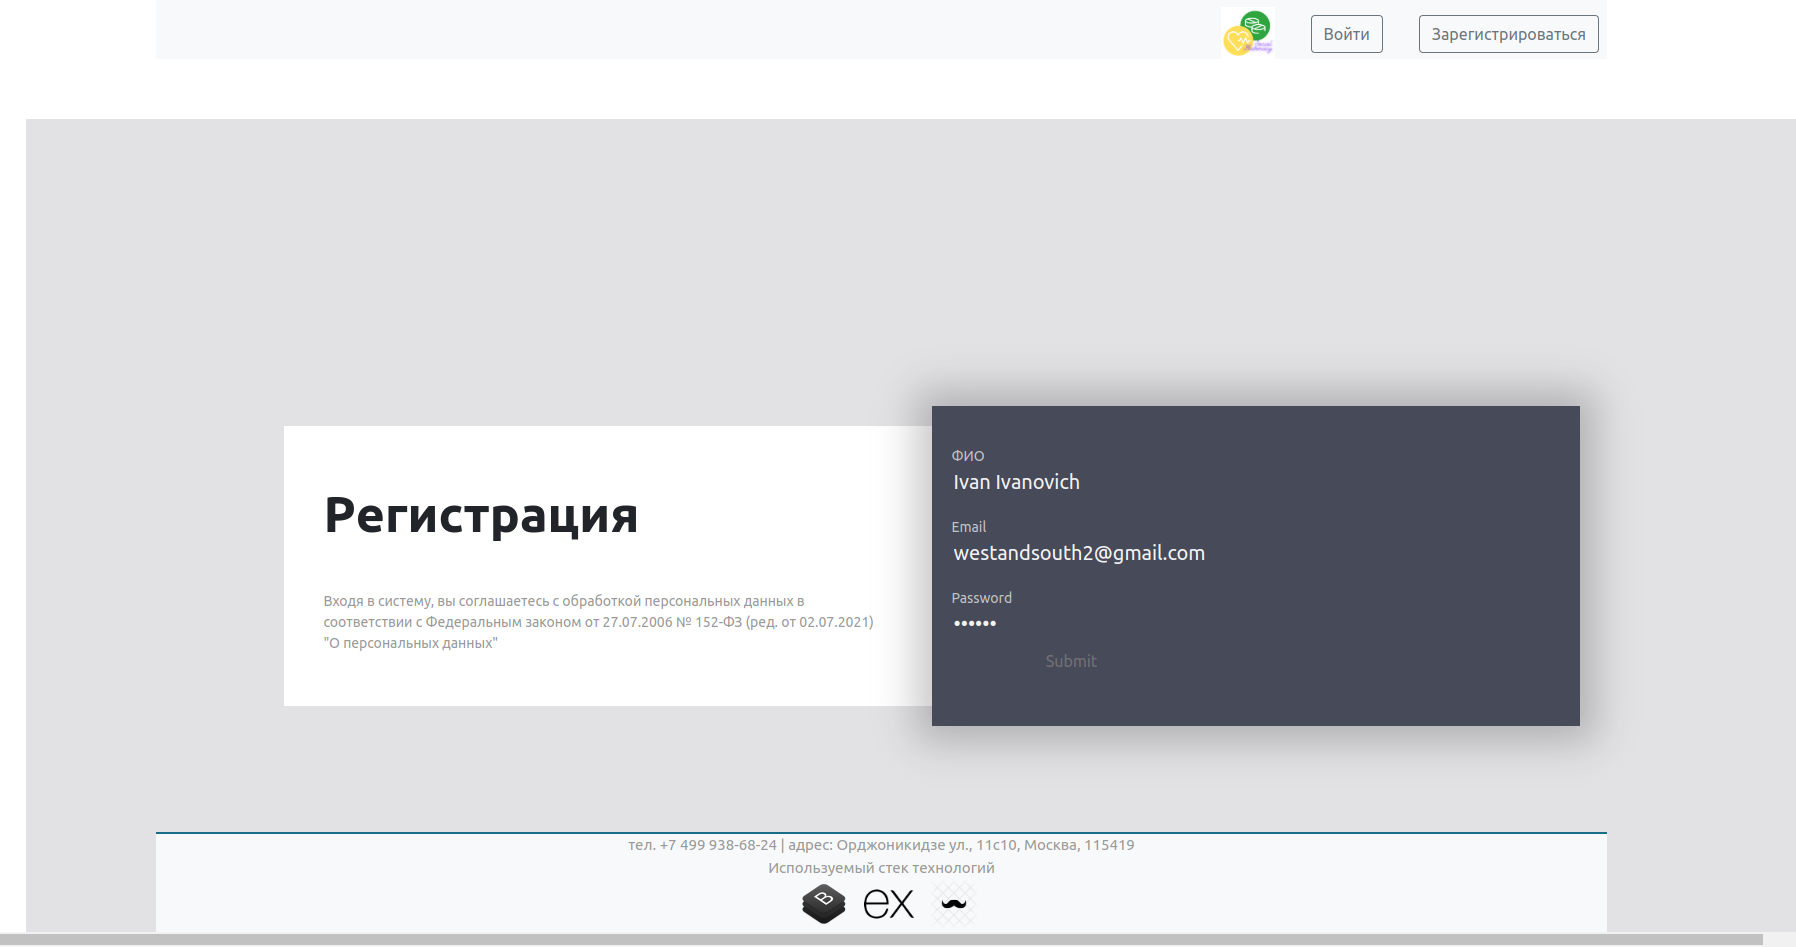 Войти
Зарегистрироваться
Регистрация
Входя в систему, вы соглашаетесь с обработкой персональных данных в
соответствии с Федеральным законом от 27.07.2006 № 152-ФЗ (ред. от 02.07.2021)
"О персональных данных"
ФИО
Ivan Ivanovich
Email
westandsouth2@gmail.com
Password
••••••
Submit
тел. +7 499 938-68-24 | адрес: Орджоникидзе ул., 11с10, Москва, 115419
Используемый стек технологий
B
ex